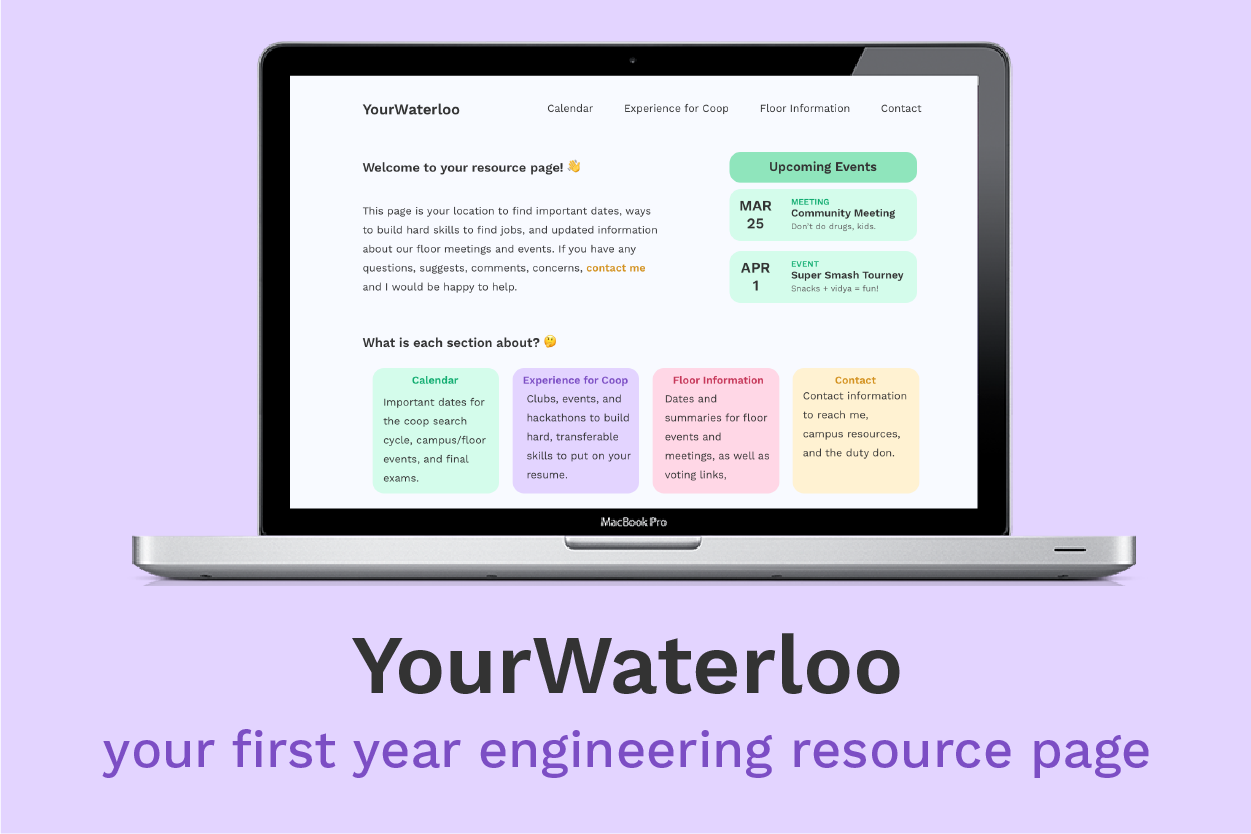 YourWaterloo
Calendar
Experience for Coop
Floor Information
Contact
Welcome to your resource page! 👋
This page is your location to find important dates, ways
to build hard skills to find jobs, and updated information
about our floor meetings and events. If you have any
questions, suggests, comments, concerns, contact me
and I would be happy to help.
Upcoming Events
MAR
25
MEETING
Community Meeting
Don't do drugs, kids.
APR
1
EVENT
Super Smash Tourney
Snacks + vidya = fun!
What is each section about? 🤔
Calendar
Important dates for
the coop search
cycle, campus/floor
events, and final
exams.
Experience for Coop
Clubs, events, and
hackathons to build
hard, transferable
skills to put on your
resume.
Floor Information
Dates and
summaries for floor
events and
meetings, as well as
voting links,
Contact
Contact information
to reach me,
campus resources,
and the duty don.
MacBook Pro
YourWaterloo
your first year engineering resource page